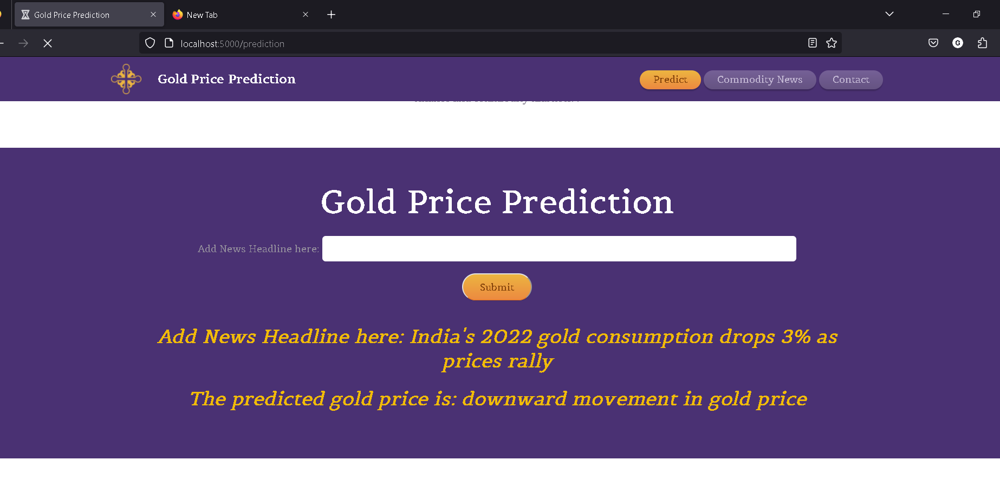 Gold Price Prediction
New Tab
localhost:5000/prediction
G
Gold Price Prediction
Predict
Commodity News
Contact
Gold Price Prediction
Add News Headline here:
Submit
Add News Headline here: India's 2022 gold consumption drops 3% as
prices rally
The predicted gold price is: downward movement in gold price